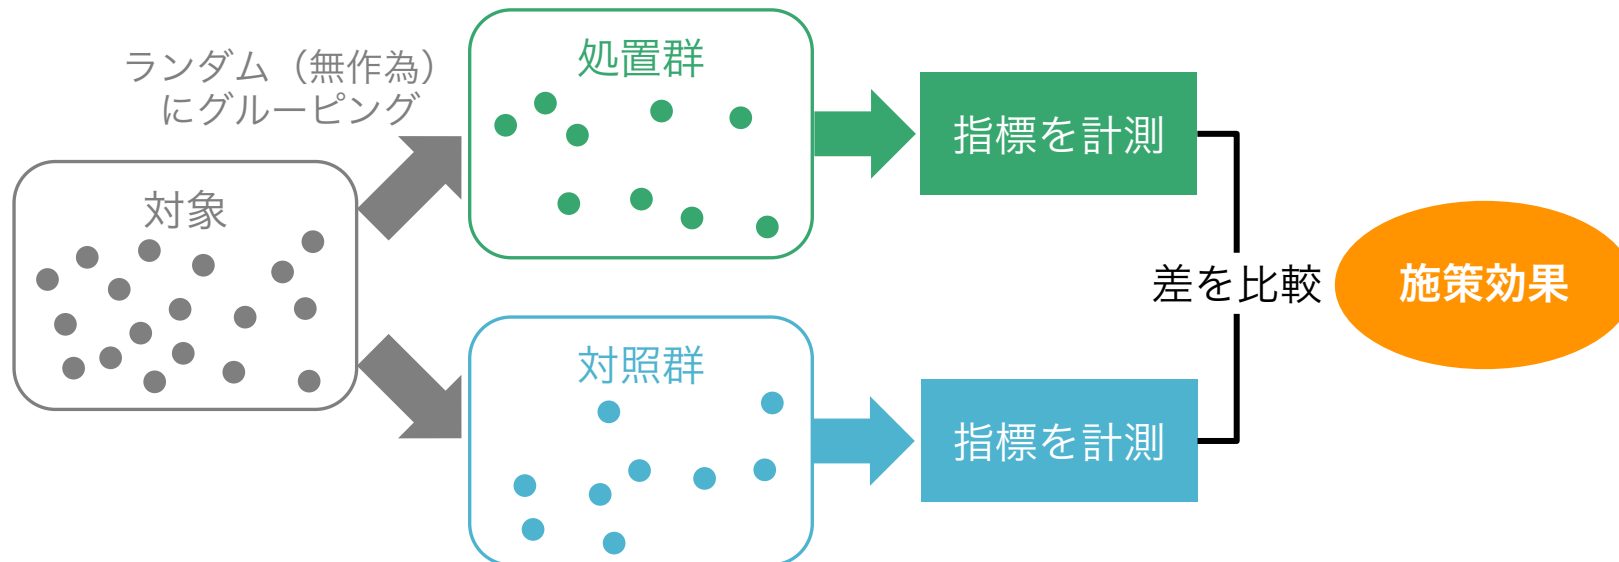 ランダム（無作為）
にグルーピング
対象
処置群
指標を計測
対照群
指標を計測
差を比較
施策効果